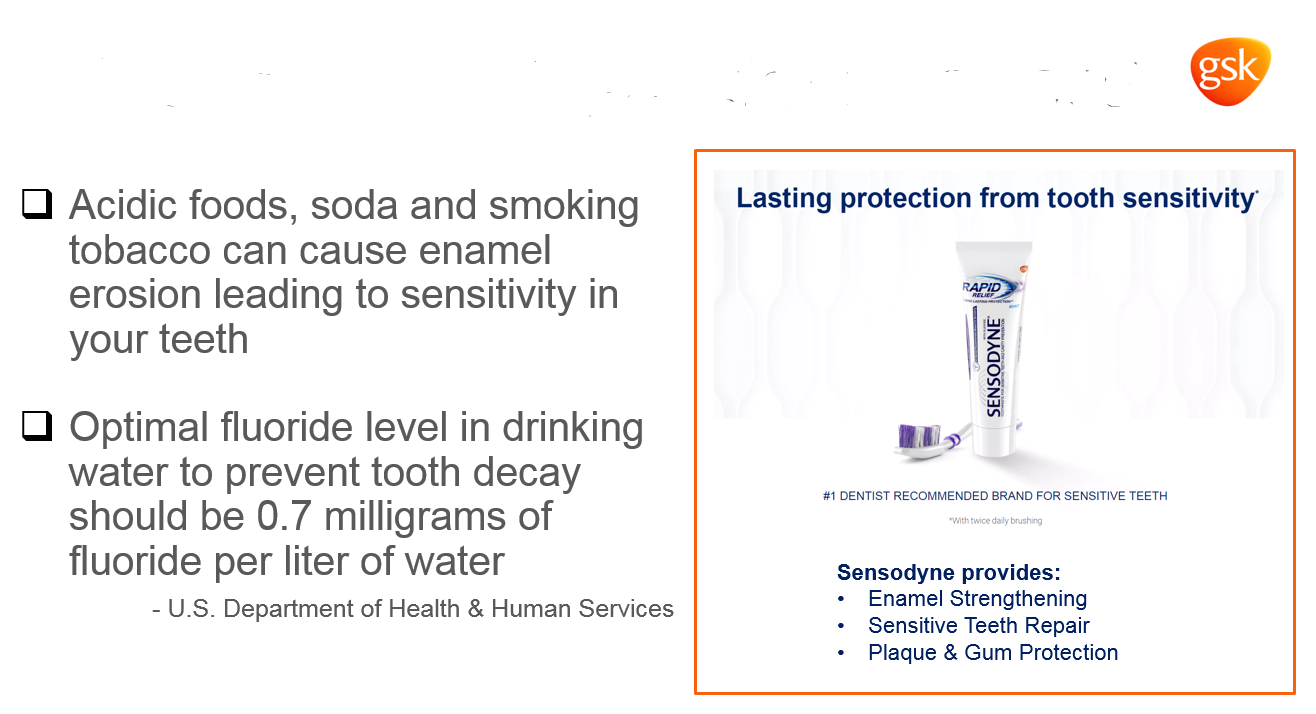 gsk
Acidic foods, soda and smoking
tobacco can cause enamel
erosion leading to sensitivity in
your teeth
Optimal fluoride level in drinking
water to prevent tooth decay
should be 0.7 milligrams of
fluoride per liter of water
- U.S. Department of Health & Human Services
Lasting protection from tooth sensitivity*
RAPID
RELIEF
SENSODYNE
#1 DENTIST RECOMMENDED BRAND FOR SENSITIVE TEETH
*With twice daily brushing
Sensodyne provides:
• Enamel Strengthening
• Sensitive Teeth Repair
• Plaque & Gum Protection